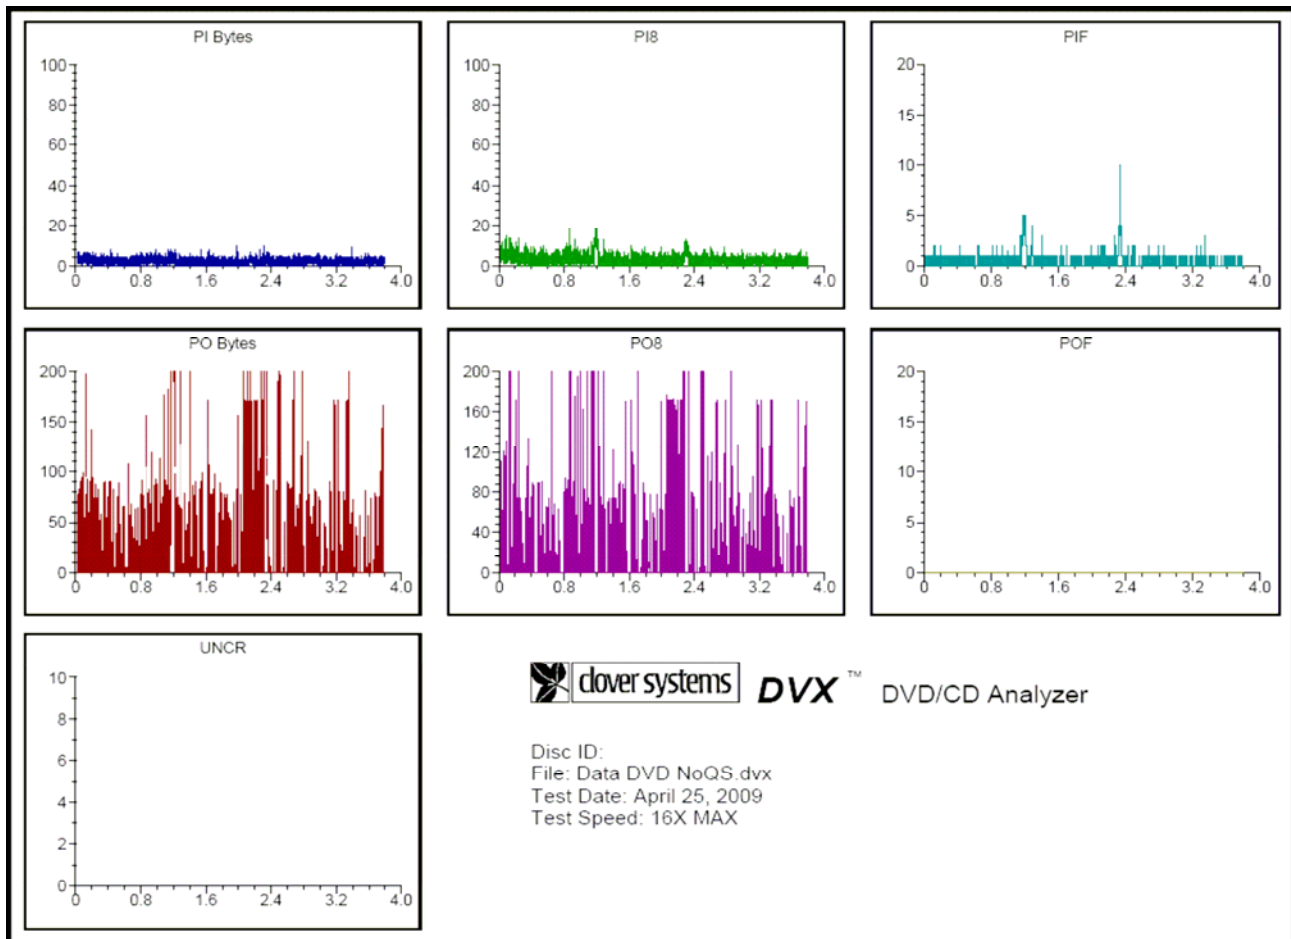 PI Bytes
100
80
60
40
20
0
0 0.8 1.6 2.4 3.2 4.0
PI8
100
80
60
40
20
0
0 0.8 1.6 2.4 3.2 4.0
PIF
20
15
10
5
0
0 0.8 1.6 2.4 3.2 4.0
PO Bytes
200
150
100
50
0
0 0.8 1.6 2.4 3.2 4.0
PO8
200
160
120
80
40
0
0 0.8 1.6 2.4 3.2 4.0
POF
20
15
10
5
0
0 0.8 1.6 2.4 3.2 4.0
UNCR
10
8
6
4
2
0
0 0.8 1.6 2.4 3.2 4.0
clover systems DVX ™ DVD/CD Analyzer
Disc ID:
File: Data DVD NoQS.dvx
Test Date: April 25, 2009
Test Speed: 16X MAX